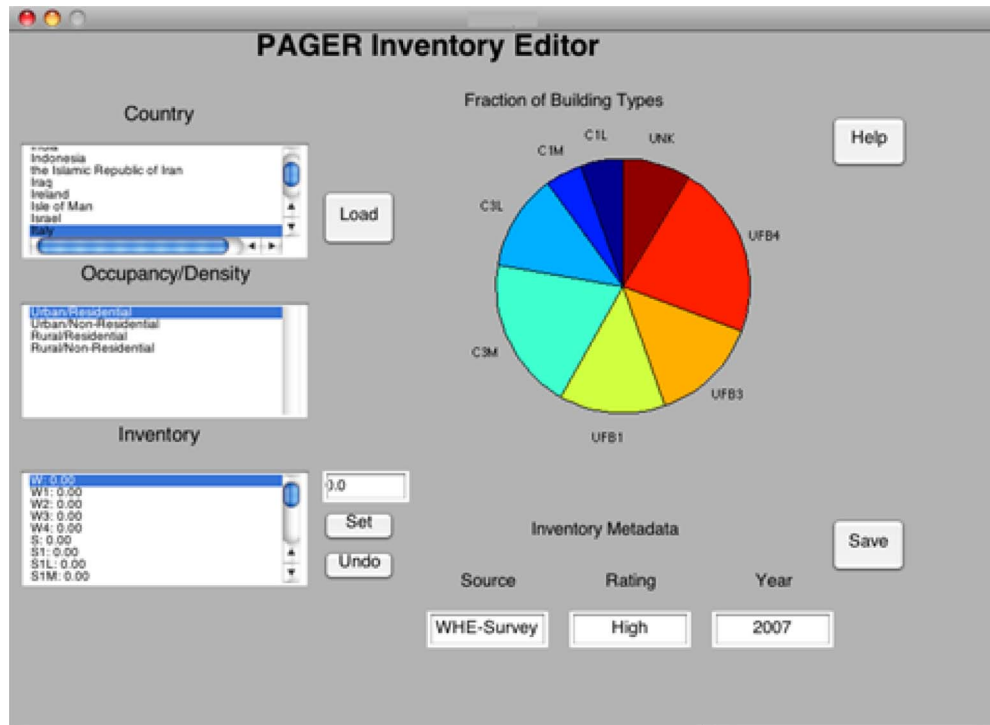 PAGER Inventory Editor
Country
Indonesia
the Islamic Republic of Iran
Iraq
Ireland
Isle of Man
Israel
Italy
Load
Occupancy/Density
Urban/Residential
Urban/Non-Residential
Rural/Residential
Rural/Non-Residential
Inventory
W: 0.00
W1: 0.00
W2: 0.00
W3: 0.00
W4: 0.00
S: 0.00
S1: 0.00
S1L: 0.00
S1M: 0.00
0.0
Set
Undo
Fraction of Building Types
C1L
UNK
C1M
C3L
UFB4
C3M
UFB3
UFB1
Help
Inventory Metadata
Save
Source
Rating
Year
WHE-Survey
High
2007